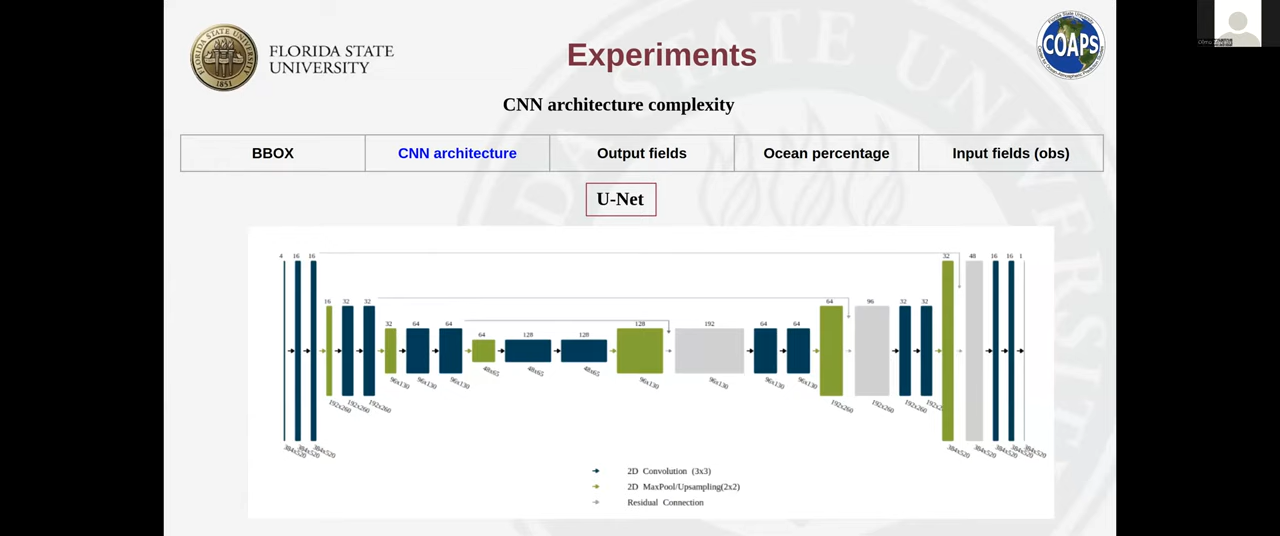 FLORIDA STATE
UNIVERSITY
1851
Experiments
Florida State University
COAPS
CNN architecture complexity
BBOX
CNN architecture
Output fields
Ocean percentage
Input fields (obs)
U-Net
4 16 16
32 48 16 16 1
16 32 32
64 96 32 32
32 64 64
64 128 128
128 192 64 64
48x65 48x65 48x65
96x130 96x130 96x130
96x130 96x130 96x130 96x130
192x260 192x260 192x260
192x260 192x260 192x260
384x520 384x520 384x520
384x520 384x520 384x520 384x520 384x520
2D Convolution (3x3)
2D MaxPool/Upsampling(2x2)
Residual Connection